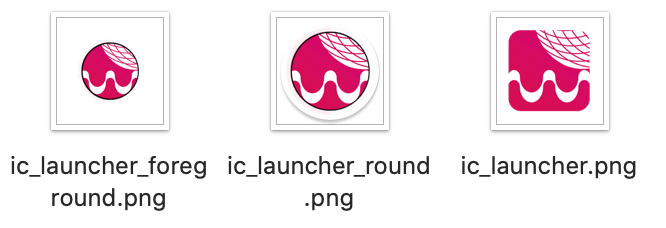 ic_launcher_foreg
round.png
ic_launcher_round
.png
ic_launcher.png